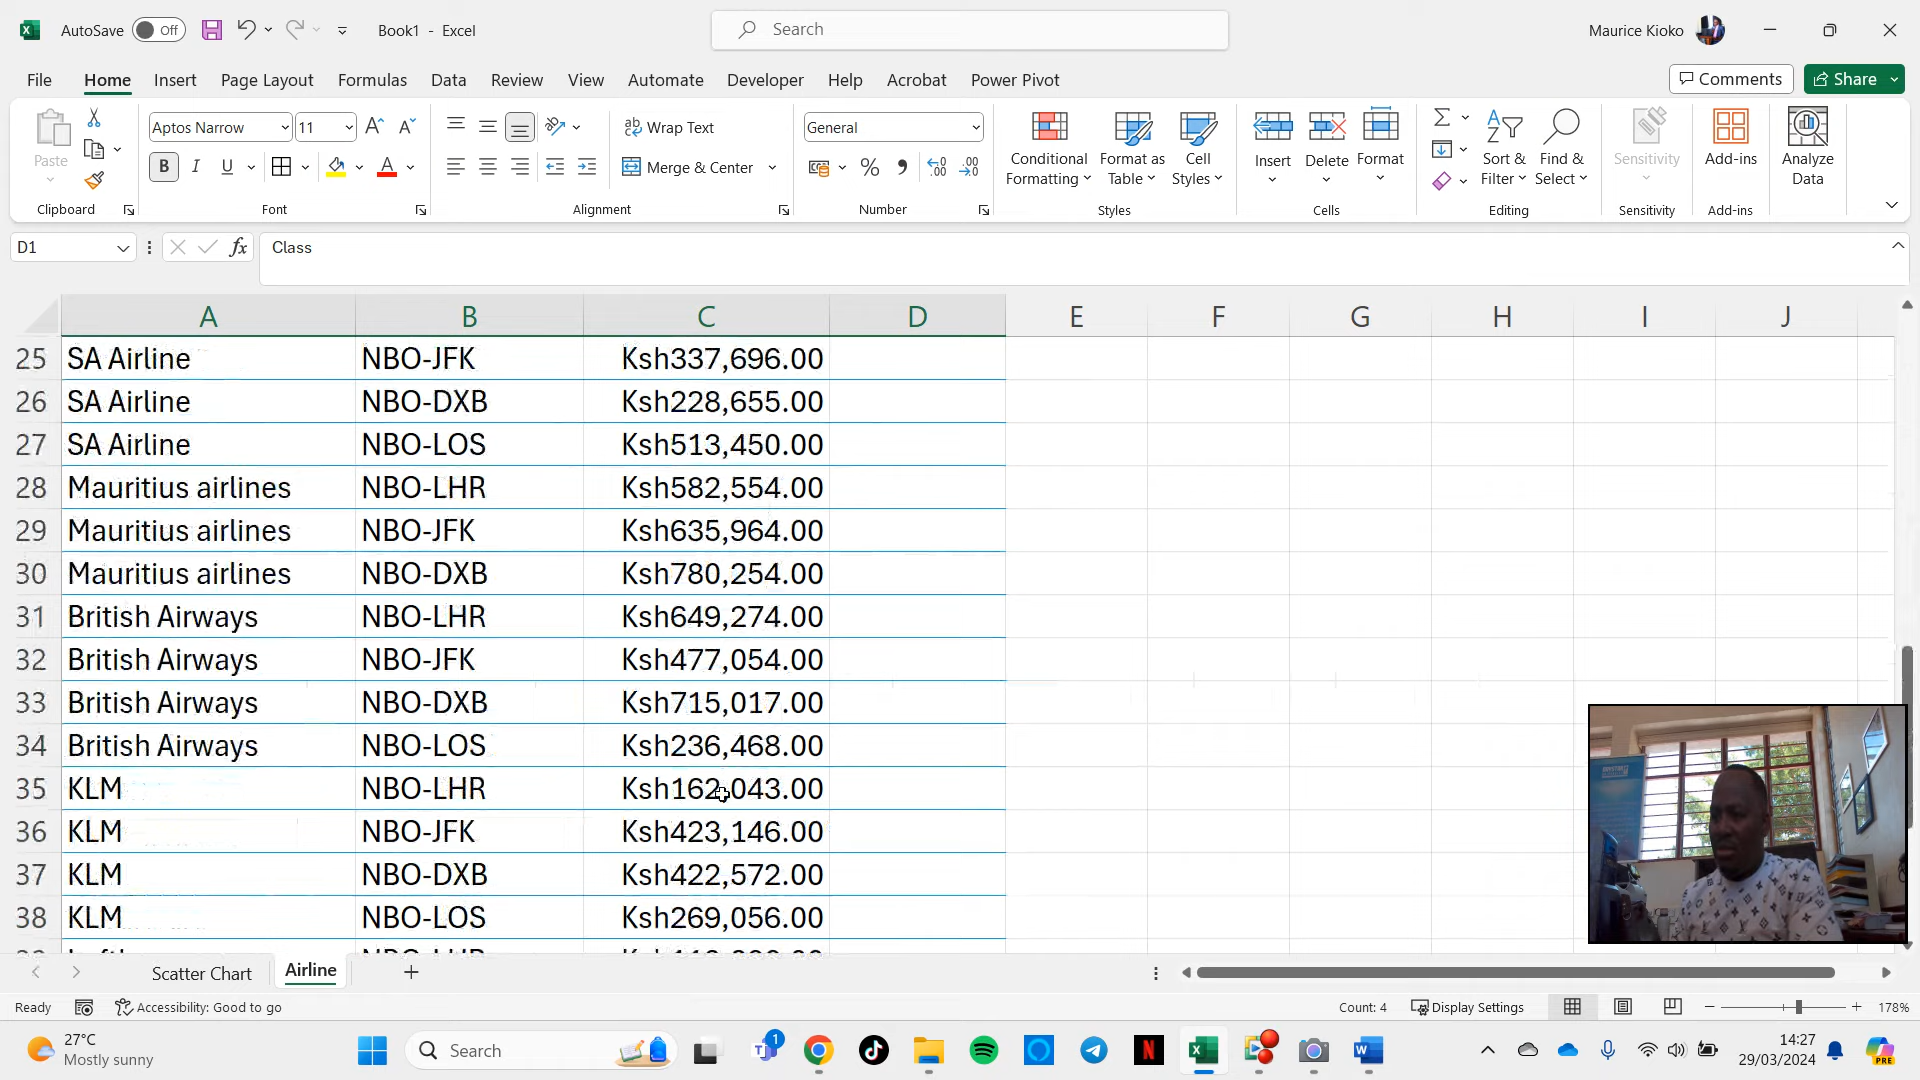 AutoSave Off Book1 - Excel Search Maurice Kioko
File Home Insert Page Layout Formulas Data Review View Automate Developer Help Acrobat Power Pivot Comments Share
Paste
Clipboard
Aptos Narrow 11
B I U
Font
Wrap Text
Merge & Center
Alignment
General
Number
Conditional Formatting
Format as Table
Cell Styles
Styles
Insert
Delete
Format
Cells
Sort & Filter
Find & Select
Editing
Sensitivity
Sensitivity
Add-ins
Add-ins
Analyze Data
D1 fx Class
A B C D E F G H I J
25 SA Airline NBO-JFK Ksh337,696.00
26 SA Airline NBO-DXB Ksh228,655.00
27 SA Airline NBO-LOS Ksh513,450.00
28 Mauritius airlines NBO-LHR Ksh582,554.00
29 Mauritius airlines NBO-JFK Ksh635,964.00
30 Mauritius airlines NBO-DXB Ksh780,254.00
31 British Airways NBO-LHR Ksh649,274.00
32 British Airways NBO-JFK Ksh477,054.00
33 British Airways NBO-DXB Ksh715,017.00
34 British Airways NBO-LOS Ksh236,468.00
35 KLM NBO-LHR Ksh162,043.00
36 KLM NBO-JFK Ksh423,146.00
37 KLM NBO-DXB Ksh422,572.00
38 KLM NBO-LOS Ksh269,056.00
Scatter Chart Airline
Ready Accessibility: Good to go Count: 4 Display Settings 178%
27°C
Mostly sunny
Search
1
14:27
29/03/2024
PRE